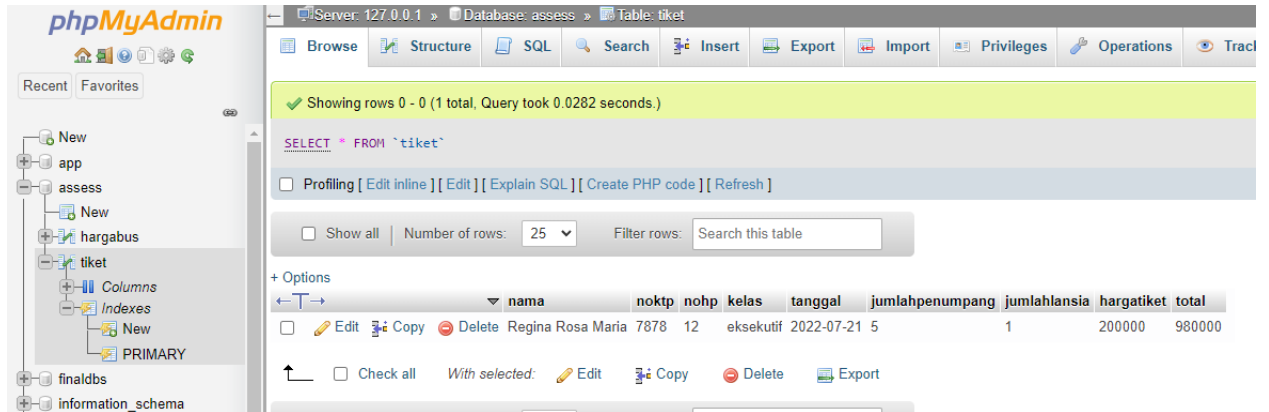 phpMyAdmin
Recent Favorites
New
app
assess
New
hargabus
tiket
Columns
Indexes
New
PRIMARY
finaldbs
information_schema
Server: 127.0.0.1 » Database: assess » Table: tiket
Browse Structure SQL Search Insert Export Import Privileges Operations Track
Showing rows 0 - 0 (1 total, Query took 0.0282 seconds.)
SELECT * FROM `tiket`
Profiling [ Edit inline ] [ Edit ] [ Explain SQL ] [ Create PHP code ] [ Refresh ]
Show all | Number of rows: 25 Filter rows: Search this table
+ Options
←T→ nama noktp nohp kelas tanggal jumlahpenumpang jumlahlansia hargatiket total
Edit Copy Delete Regina Rosa Maria 7878 12 eksekutif 2022-07-21 5 1 200000 980000
Check all With selected: Edit Copy Delete Export